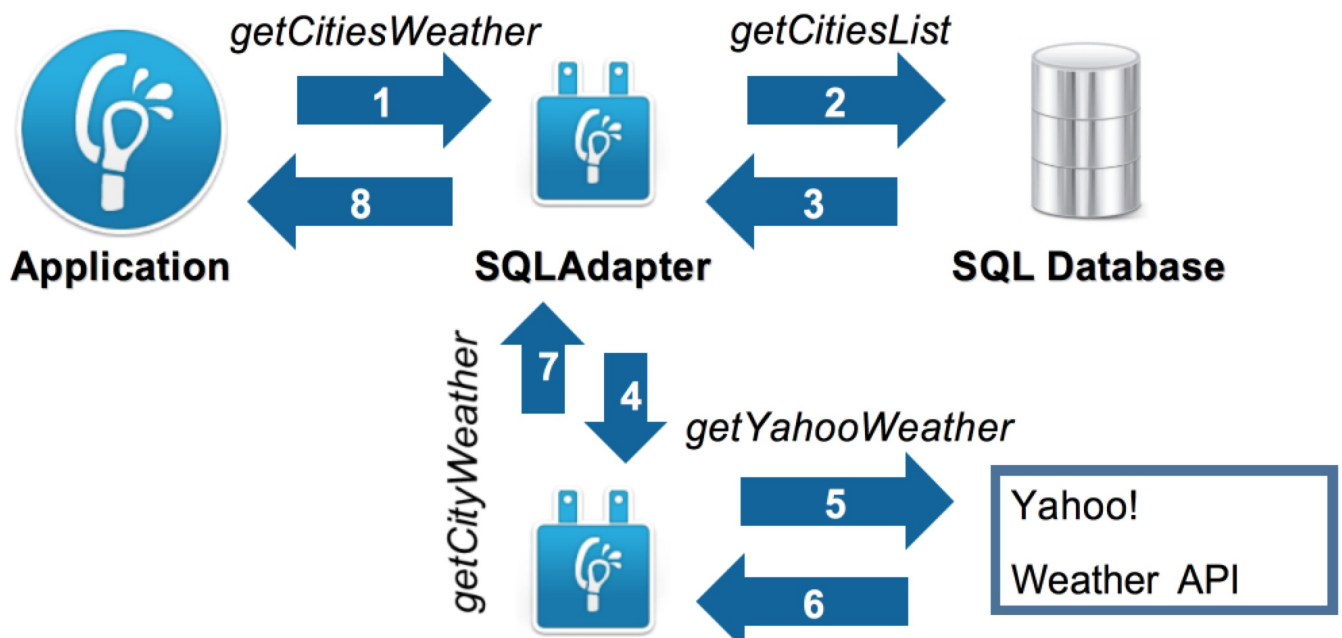 getCitiesWeather
getCitiesList
1
2
8
3
Application
SQLAdapter
SQL Database
getCityWeather
7
4
getYahooWeather
5
6
Yahoo!
Weather API